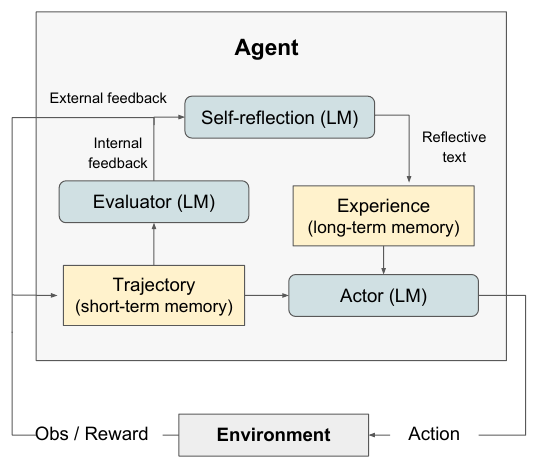 Agent
External feedback
Self-reflection (LM)
Internal
feedback
Reflective
text
Evaluator (LM)
Experience
(long-term memory)
Trajectory
(short-term memory)
Actor (LM)
Obs / Reward
Environment
Action